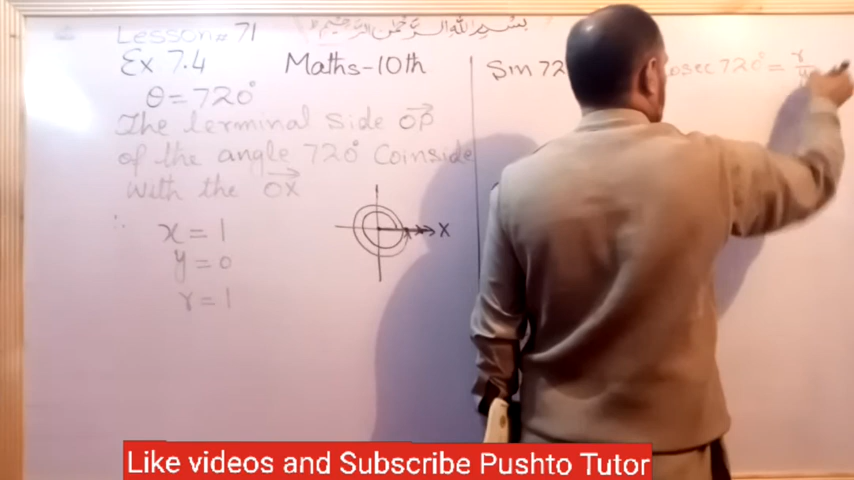 Lesson# 71
بسم الله الرحمن الرحيم
Ex 7.4 Maths-10th
θ = 720°
The terminal side OP
of the angle 720° Coinside
with the OX
∴ x = 1
y = 0
r = 1
X
Sin 72
cosec 720° = r/y
Like videos and Subscribe Pushto Tutor